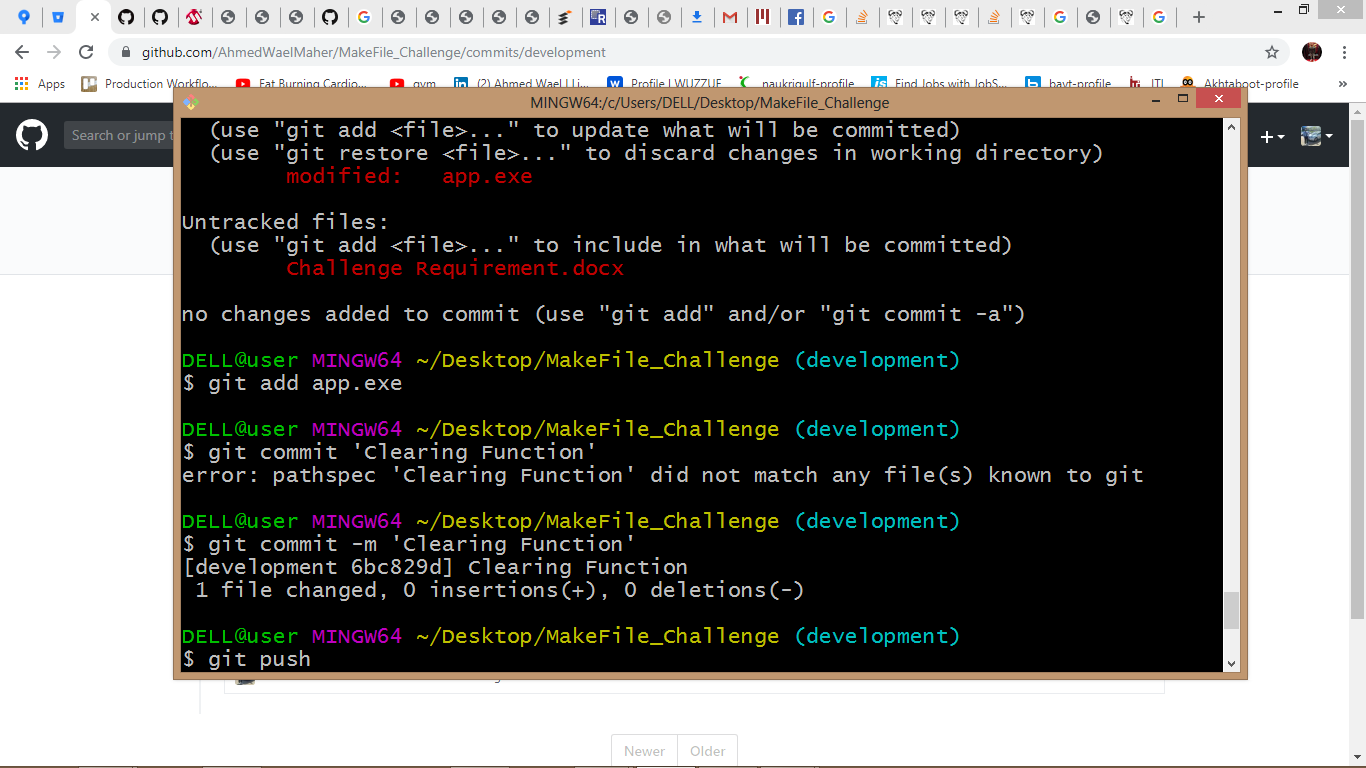 github.com/AhmedWaelMaher/MakeFile_Challenge/commits/development
Apps Production Workflo... Fat Burning Cardio... gym (2) Ahmed Wael | Li... Profile | WUZZUF naukrigulf-profile Find Jobs with JobS... bayt-profile ITI Akhtaboot-profile »
MINGW64:/c/Users/DELL/Desktop/MakeFile_Challenge
Search or jump t
(use "git add <file>..." to update what will be committed)
(use "git restore <file>..." to discard changes in working directory)
modified:   app.exe
Untracked files:
(use "git add <file>..." to include in what will be committed)
Challenge Requirement.docx
no changes added to commit (use "git add" and/or "git commit -a")
DELL@user MINGW64 ~/Desktop/MakeFile_Challenge (development)
$ git add app.exe
DELL@user MINGW64 ~/Desktop/MakeFile_Challenge (development)
$ git commit 'Clearing Function'
error: pathspec 'Clearing Function' did not match any file(s) known to git
DELL@user MINGW64 ~/Desktop/MakeFile_Challenge (development)
$ git commit -m 'Clearing Function'
[development 6bc829d] Clearing Function
1 file changed, 0 insertions(+), 0 deletions(-)
DELL@user MINGW64 ~/Desktop/MakeFile_Challenge (development)
$ git push
Newer Older